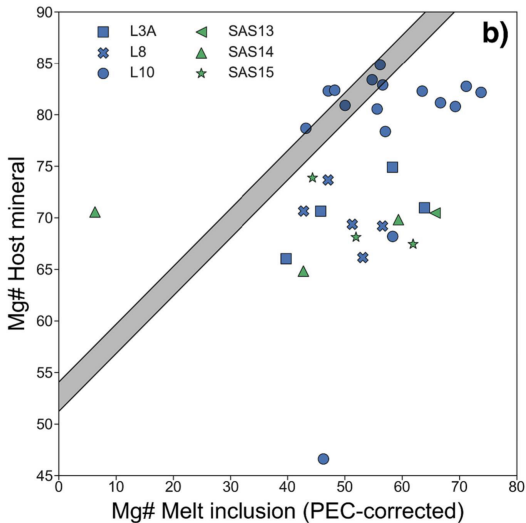 b)
L3A
L8
L10
SAS13
SAS14
SAS15
Mg# Host mineral
90
85
80
75
70
65
60
55
50
45
0 10 20 30 40 50 60 70 80
Mg# Melt inclusion (PEC-corrected)